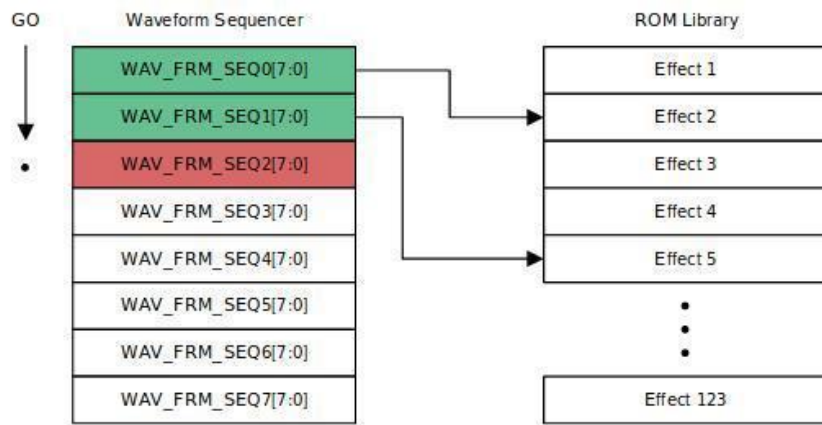 GO
Waveform Sequencer
ROM Library
WAV_FRM_SEQ0[7:0]
Effect 1
WAV_FRM_SEQ1[7:0]
Effect 2
WAV_FRM_SEQ2[7:0]
Effect 3
WAV_FRM_SEQ3[7:0]
Effect 4
WAV_FRM_SEQ4[7:0]
Effect 5
WAV_FRM_SEQ5[7:0]
WAV_FRM_SEQ6[7:0]
WAV_FRM_SEQ7[7:0]
Effect 123